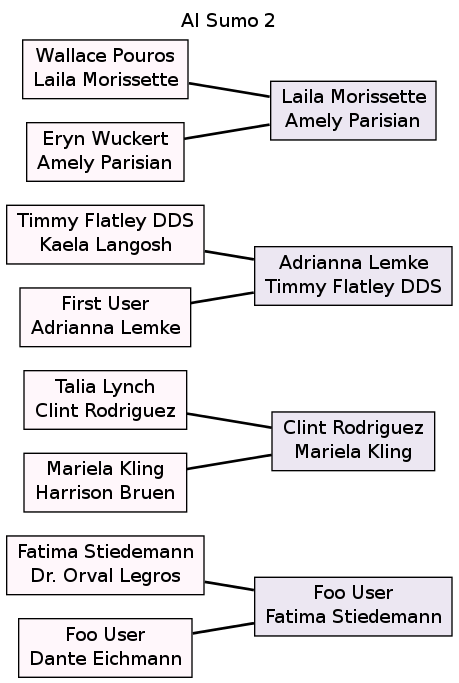 AI Sumo 2
Wallace Pouros
Laila Morissette
Laila Morissette
Amely Parisian
Eryn Wuckert
Amely Parisian
Timmy Flatley DDS
Kaela Langosh
Adrianna Lemke
Timmy Flatley DDS
First User
Adrianna Lemke
Talia Lynch
Clint Rodriguez
Clint Rodriguez
Mariela Kling
Mariela Kling
Harrison Bruen
Fatima Stiedemann
Dr. Orval Legros
Foo User
Fatima Stiedemann
Foo User
Dante Eichmann